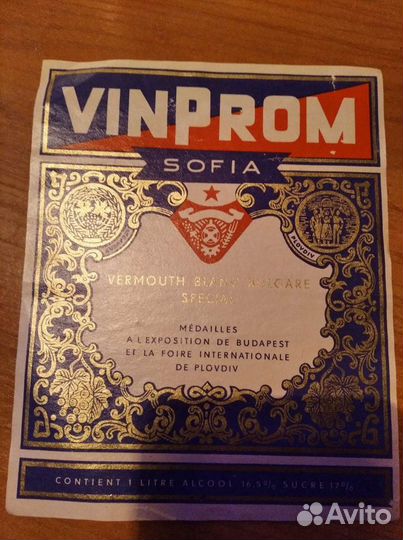 VINPROM
SOFIA
PLOVDIV
VERMOUTH BLANC BULGARE
SPECIAL
MÉDAILLES
A L'EXPOSITION DE BUDAPEST
ET LA FOIRE INTERNATIONALE
DE PLOVDIV
CONTIENT 1 LITRE ALCOOL 16,5% SUCRE 17%
Avito